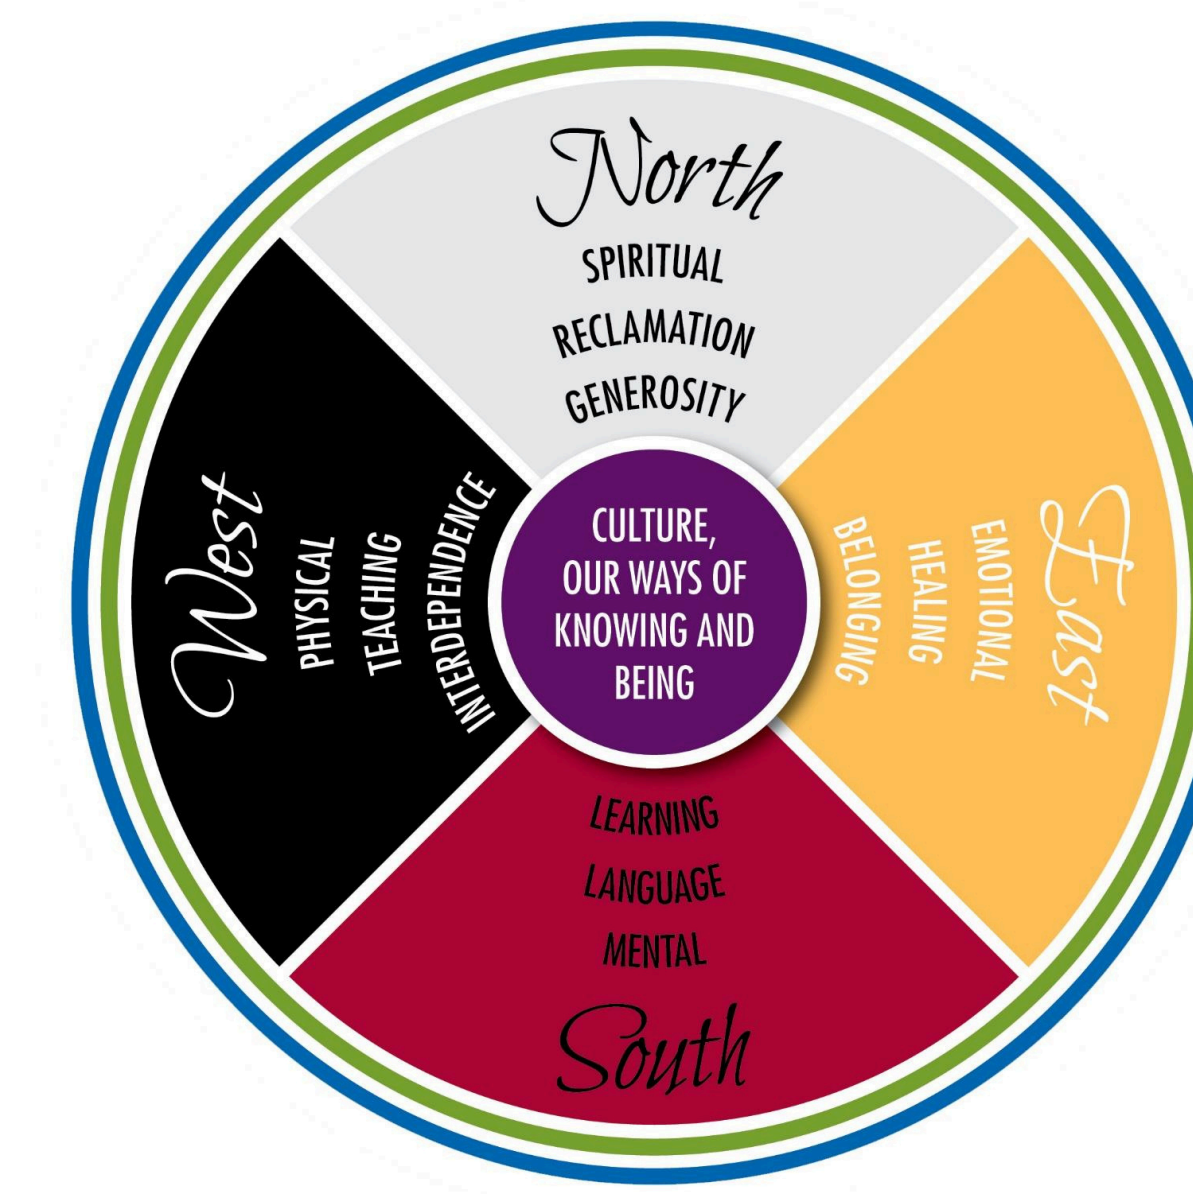 North
SPIRITUAL
RECLAMATION
GENEROSITY
West
PHYSICAL
TEACHING
INTERDEPENDENCE
CULTURE,
OUR WAYS OF
KNOWING AND
BEING
East
EMOTIONAL
HEALING
BELONGING
LEARNING
LANGUAGE
MENTAL
South